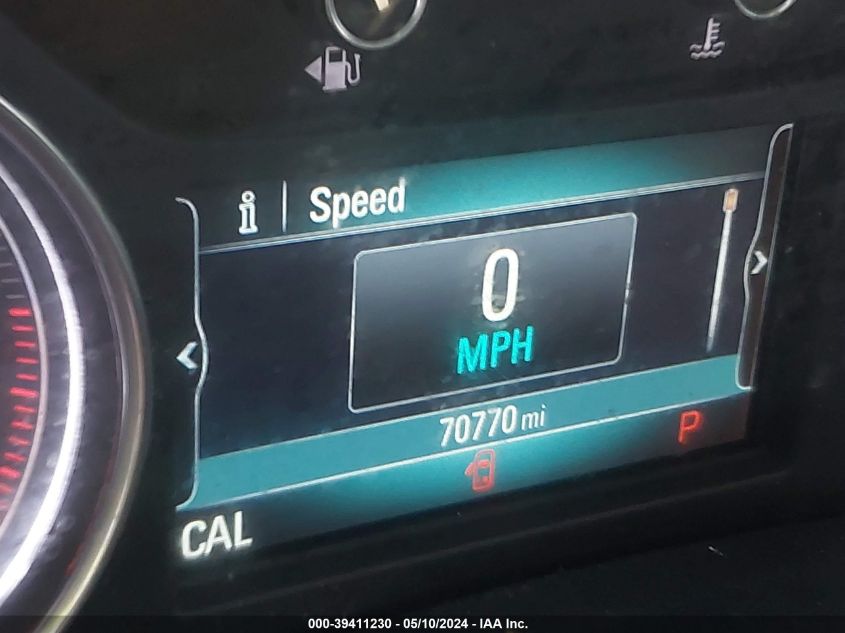 i | Speed
0
MPH
70770 mi
P
CAL
000-39411230 - 05/10/2024 - IAA Inc.